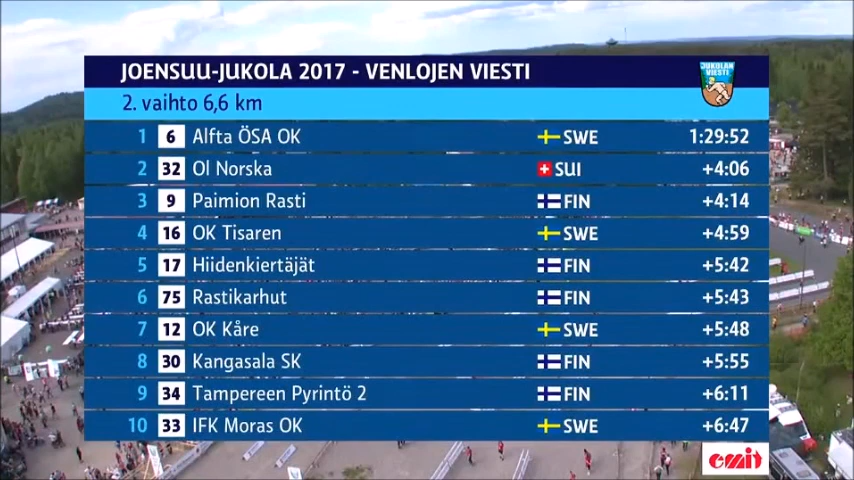 JOENSUU-JUKOLA 2017 - VENLOJEN VIESTI
JUKOLAN
VIESTI
2. vaihto 6,6 km
1 6 Alfta ÖSA OK SWE 1:29:52
2 32 Ol Norska SUI +4:06
3 9 Paimion Rasti FIN +4:14
4 16 OK Tisaren SWE +4:59
5 17 Hiidenkiertäjät FIN +5:42
6 75 Rastikarhut FIN +5:43
7 12 OK Kåre SWE +5:48
8 30 Kangasala SK FIN +5:55
9 34 Tampereen Pyrintö 2 FIN +6:11
10 33 IFK Moras OK SWE +6:47
emit